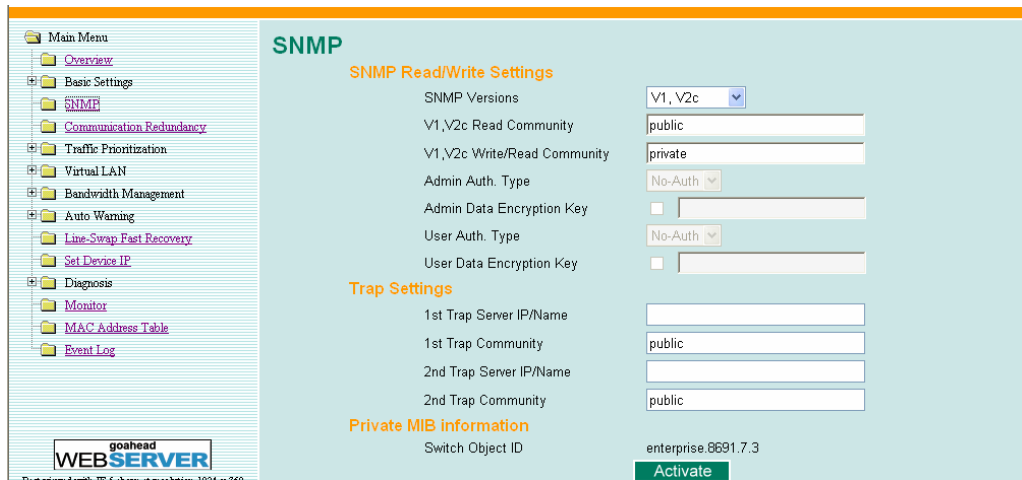 Main Menu
Overview
Basic Settings
SNMP
Communication Redundancy
Traffic Prioritization
Virtual LAN
Bandwidth Management
Auto Warning
Line-Swap Fast Recovery
Set Device IP
Diagnosis
Monitor
MAC Address Table
Event Log
goahead
WEBSERVER
SNMP
SNMP Read/Write Settings
SNMP Versions V1, V2c
V1,V2c Read Community public
V1,V2c Write/Read Community private
Admin Auth. Type No-Auth
Admin Data Encryption Key
User Auth. Type No-Auth
User Data Encryption Key
Trap Settings
1st Trap Server IP/Name
1st Trap Community public
2nd Trap Server IP/Name
2nd Trap Community public
Private MIB information
Switch Object ID enterprise.8691.7.3
Activate